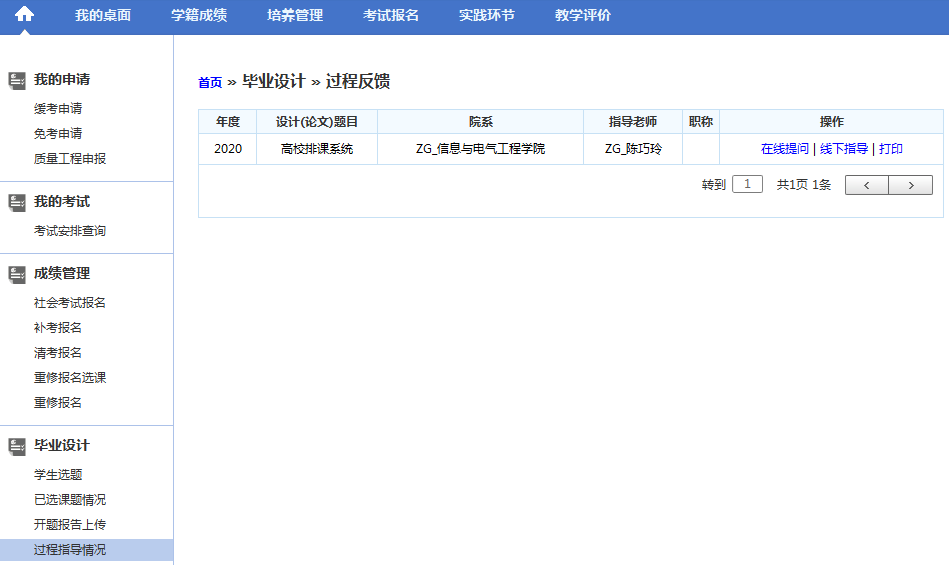 我的桌面 学籍成绩 培养管理 考试报名 实践环节 教学评价
我的申请
缓考申请
免考申请
质量工程申报
我的考试
考试安排查询
成绩管理
社会考试报名
补考报名
清考报名
重修报名选课
重修报名
毕业设计
学生选题
已选课题情况
开题报告上传
过程指导情况
首页 » 毕业设计 » 过程反馈
年度 设计(论文)题目 院系 指导老师 职称 操作
2020 高校排课系统 ZG_信息与电气工程学院 ZG_陈巧玲 在线提问 | 线下指导 | 打印
转到 1 共1页 1条 < >